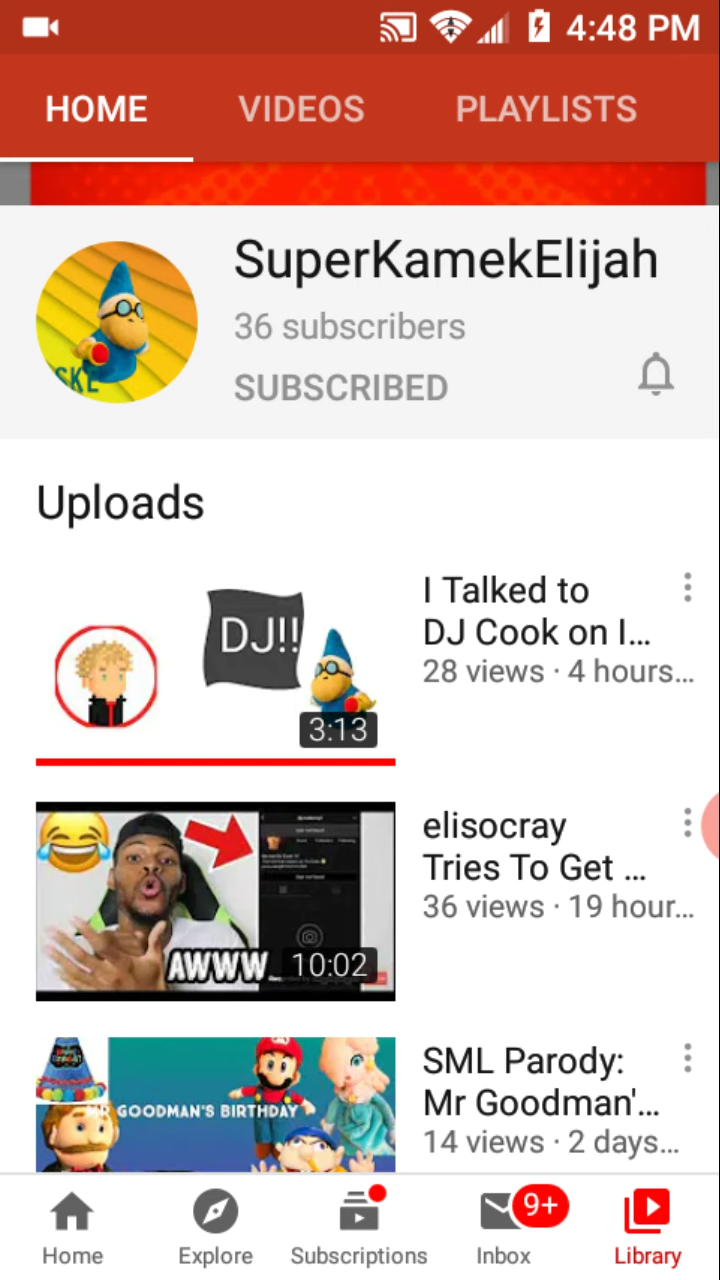 4:48 PM
HOME VIDEOS PLAYLISTS
SuperKamekElijah
36 subscribers
SKE
SUBSCRIBED
Uploads
DJ!!
3:13
I Talked to
DJ Cook on I...
28 views · 4 hours...
AWWW
10:02
elisocray
Tries To Get ...
36 views · 19 hour...
MR GOODMAN'S BIRTHDAY
SML Parody:
Mr Goodman'...
14 views · 2 days...
9+
Home Explore Subscriptions Inbox Library